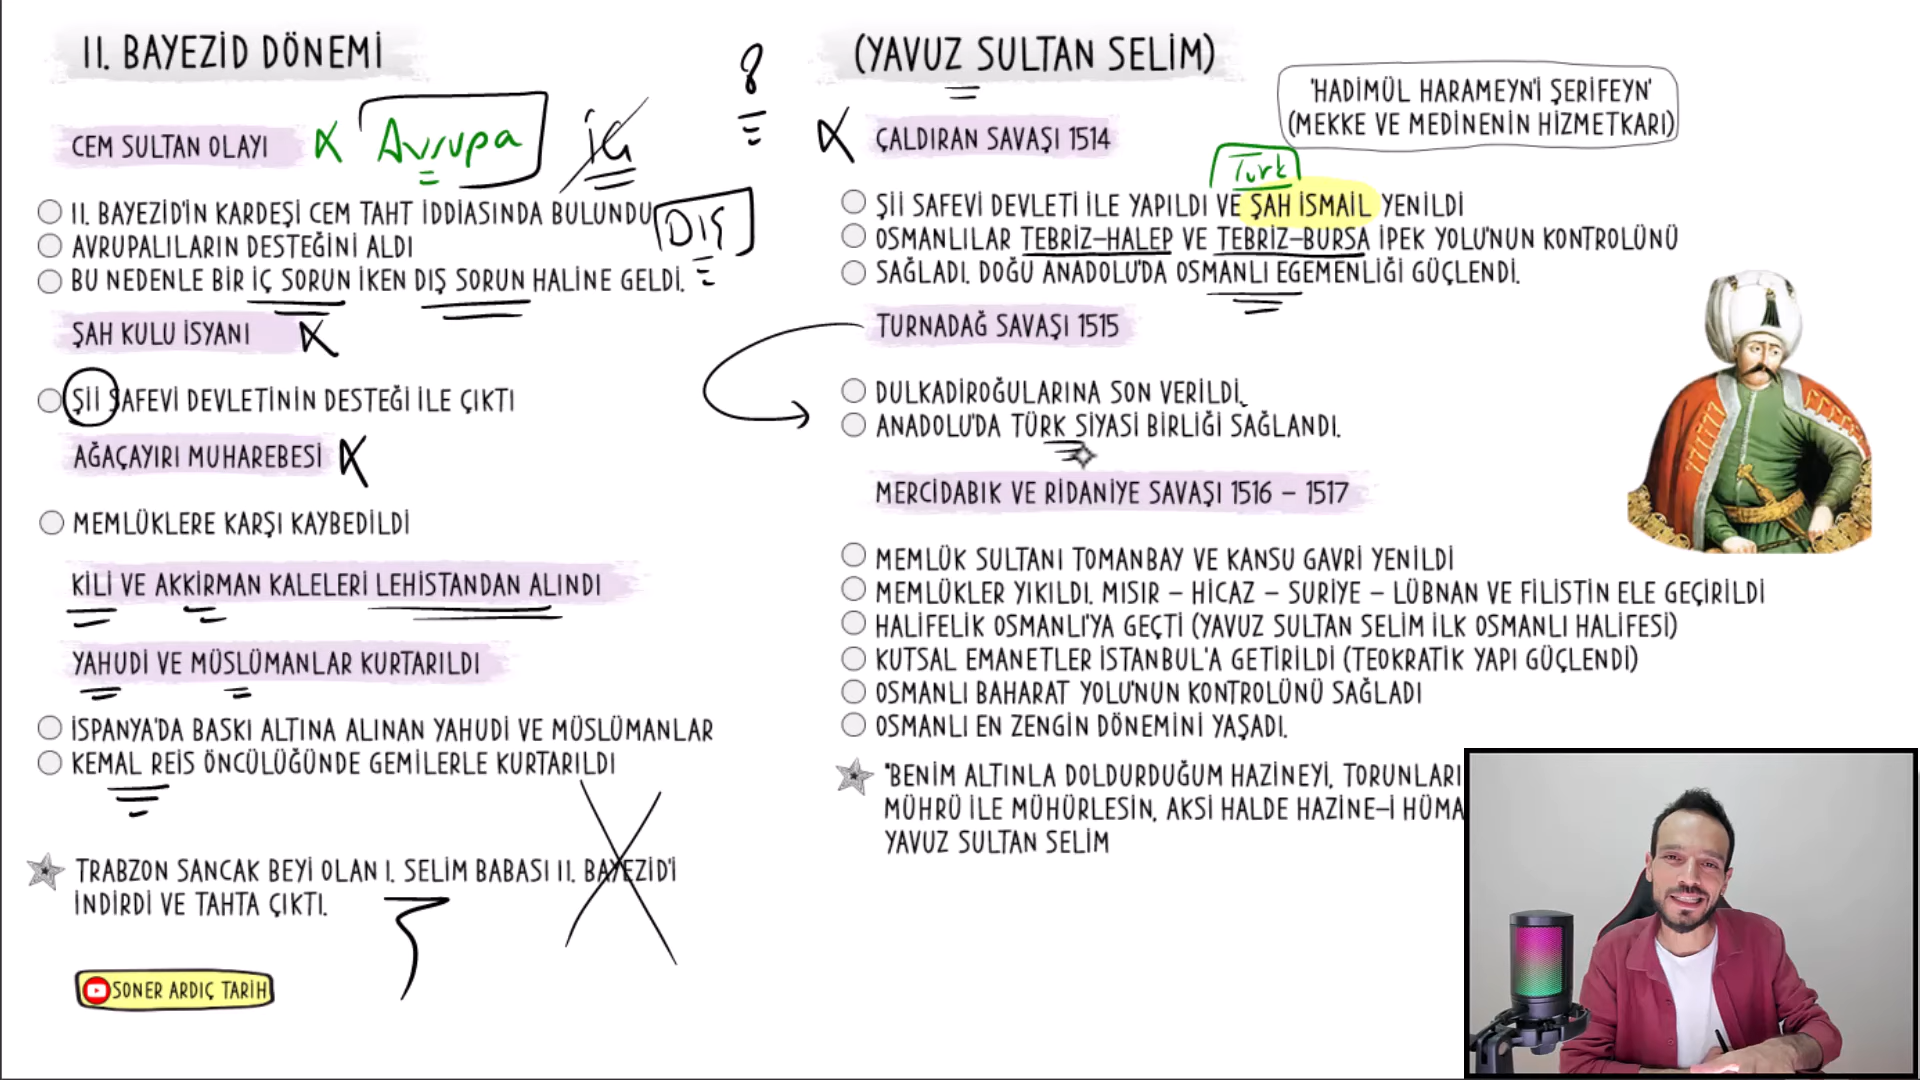 II. BAYEZİD DÖNEMİ
CEM SULTAN OLAYI
Avrupa
İÇ
II. BAYEZİD'İN KARDEŞİ CEM TAHT İDDİASINDA BULUNDU
DIŞ
AVRUPALILARIN DESTEĞİNİ ALDI
BU NEDENLE BİR İÇ SORUN İKEN DIŞ SORUN HALİNE GELDİ.
ŞAH KULU İSYANI
Şİİ SAFEVİ DEVLETİNİN DESTEĞİ İLE ÇIKTI
AĞAÇAYIRI MUHAREBESİ
MEMLÜKLERE KARŞI KAYBEDİLDİ
KİLİ VE AKKİRMAN KALELERİ LEHİSTANDAN ALINDI
YAHUDİ VE MÜSLÜMANLAR KURTARILDI
İSPANYA'DA BASKI ALTINA ALINAN YAHUDİ VE MÜSLÜMANLAR
KEMAL REİS ÖNCÜLÜĞÜNDE GEMİLERLE KURTARILDI
TRABZON SANCAK BEYİ OLAN I. SELİM BABASI II. BAYEZİD'İ
İNDİRDİ VE TAHTA ÇIKTI.
SONER ARDIÇ TARİH
8
(YAVUZ SULTAN SELİM)
'HADİMÜL HARAMEYN'İ ŞERİFEYN'
(MEKKE VE MEDİNENİN HİZMETKARI)
ÇALDIRAN SAVAŞI 1514
Türk
Şİİ SAFEVİ DEVLETİ İLE YAPILDI VE ŞAH İSMAİL YENİLDİ
OSMANLILAR TEBRİZ-HALEP VE TEBRİZ-BURSA İPEK YOLU'NUN KONTROLÜNÜ
SAĞLADI. DOĞU ANADOLU'DA OSMANLI EGEMENLİĞİ GÜÇLENDİ.
TURNADAĞ SAVAŞI 1515
DULKADİROĞULARINA SON VERİLDİ.
ANADOLU'DA TÜRK SİYASİ BİRLİĞİ SAĞLANDI.
MERCİDABIK VE RİDANİYE SAVAŞI 1516 – 1517
MEMLÜK SULTANI TOMANBAY VE KANSU GAVRİ YENİLDİ
MEMLÜKLER YIKILDI. MISIR – HİCAZ – SURİYE – LÜBNAN VE FİLİSTİN ELE GEÇİRİLDİ
HALİFELİK OSMANLI'YA GEÇTİ (YAVUZ SULTAN SELİM İLK OSMANLI HALİFESİ)
KUTSAL EMANETLER İSTANBUL'A GETİRİLDİ (TEOKRATİK YAPI GÜÇLENDİ)
OSMANLI BAHARAT YOLU'NUN KONTROLÜNÜ SAĞLADI
OSMANLI EN ZENGİN DÖNEMİNİ YAŞADI.
"BENİM ALTINLA DOLDURDUĞUM HAZİNEYİ, TORUNLARI
MÜHRÜ İLE MÜHÜRLESİN, AKSİ HALDE HAZİNE-İ HÜMA
YAVUZ SULTAN SELİM